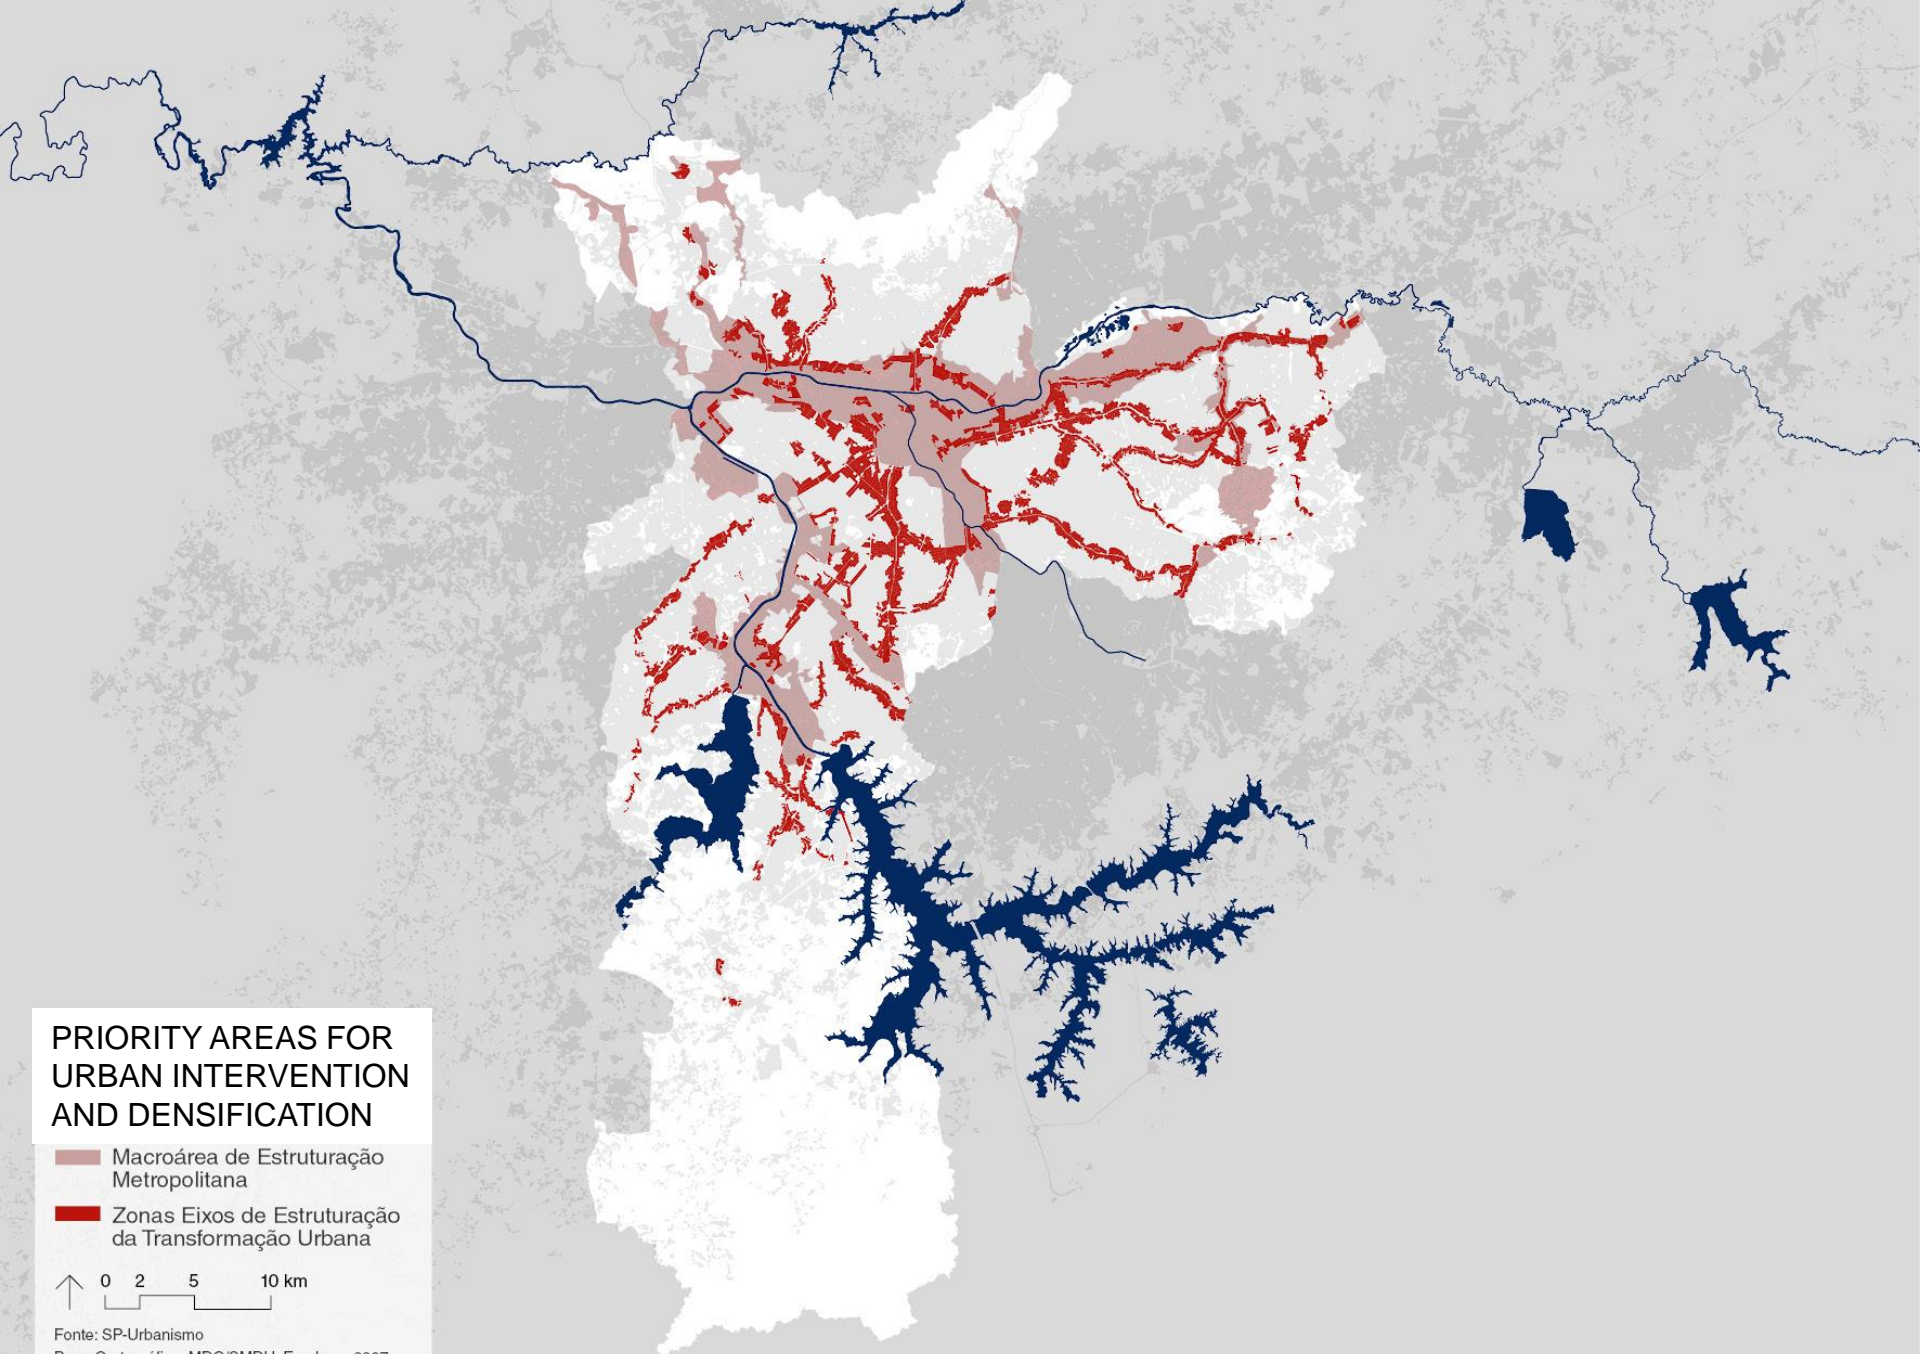 PRIORITY AREAS FOR
URBAN INTERVENTION
AND DENSIFICATION
Macroárea de Estruturação
Metropolitana
Zonas Eixos de Estruturação
da Transformação Urbana
0 2 5 10 km
Fonte: SP-Urbanismo